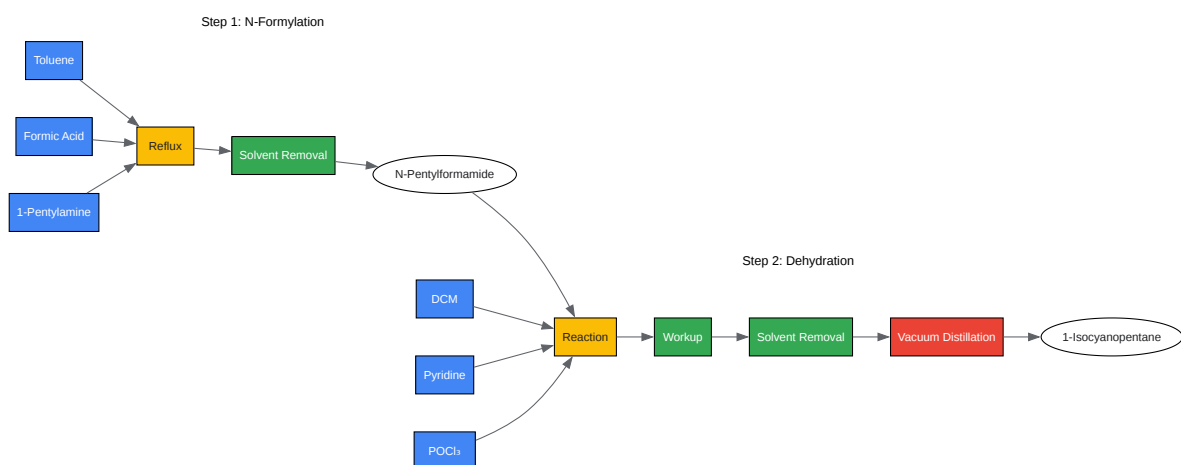 Step 1: N-Formylation
Toluene
Formic Acid
1-Pentylamine
Reflux
Solvent Removal
N-Pentylformamide
Step 2: Dehydration
DCM
Pyridine
POCl₃
Reaction
Workup
Solvent Removal
Vacuum Distillation
1-Isocyanopentane